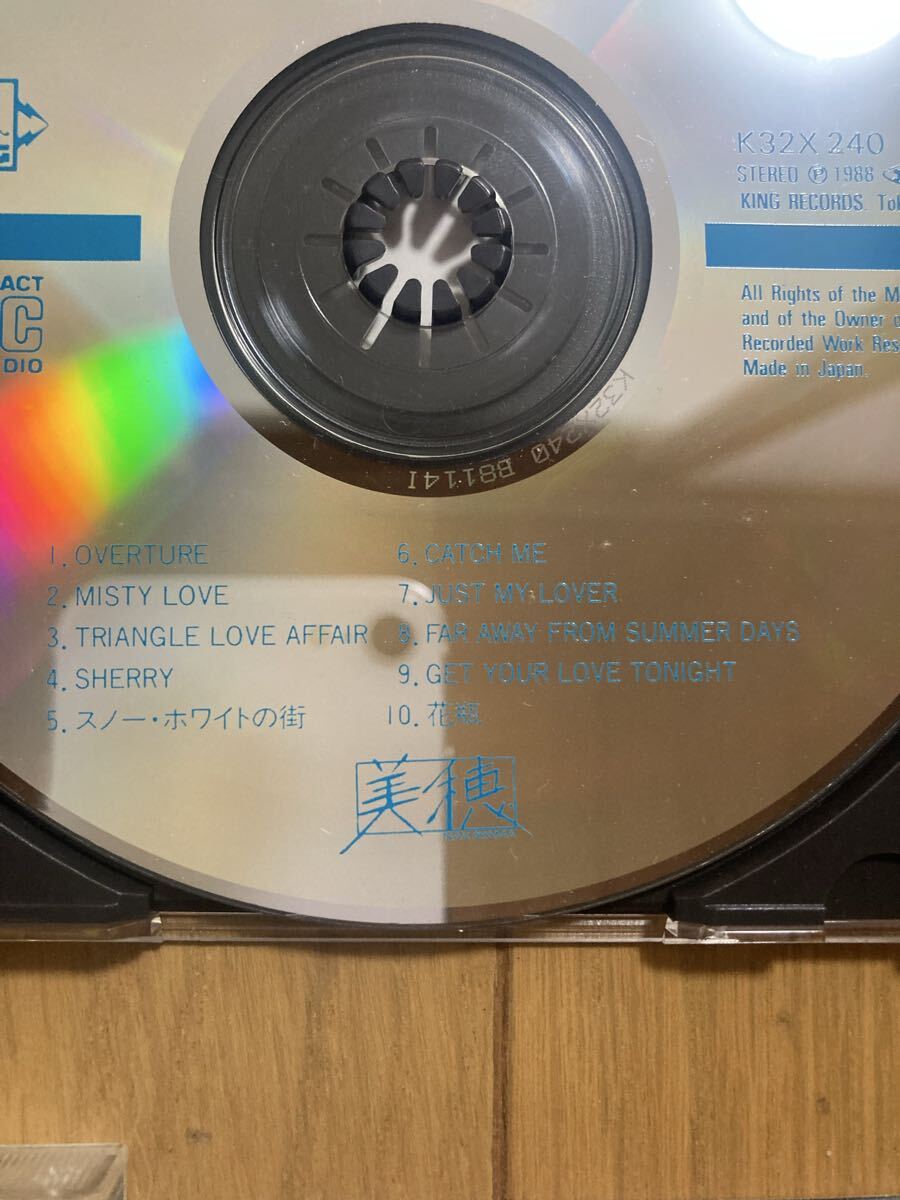 K32X 240
STEREO Ⓟ 1988
KING RECORDS.
ACT
All Rights of the
and of the Owner
Recorded Work
Made in Japan.
DIO
K32X240 B81114I
1. OVERTURE
2. MISTY LOVE
3. TRIANGLE LOVE AFFAIR
4. SHERRY
5. スノー・ホワイトの街
6. CATCH ME
7. JUST MY LOVER
8. FAR AWAY FROM SUMMER DAYS
9. GET YOUR LOVE TONIGHT
10. 花瓶
美穂